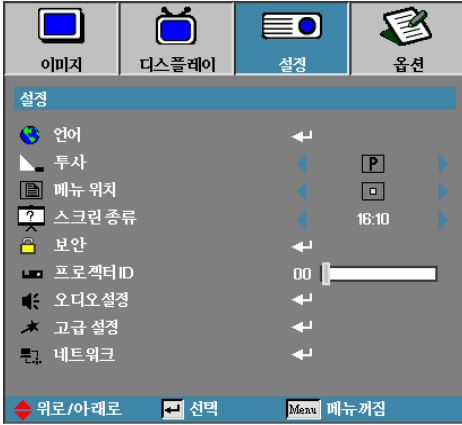 이미지 디스플레이 설정 옵션
설정
언어
투사 P
메뉴 위치
스크린 종류 16:10
보안
프로젝터 ID 00
오디오설정
고급 설정
네트워크
위로/아래로 선택 Menu 메뉴꺼짐